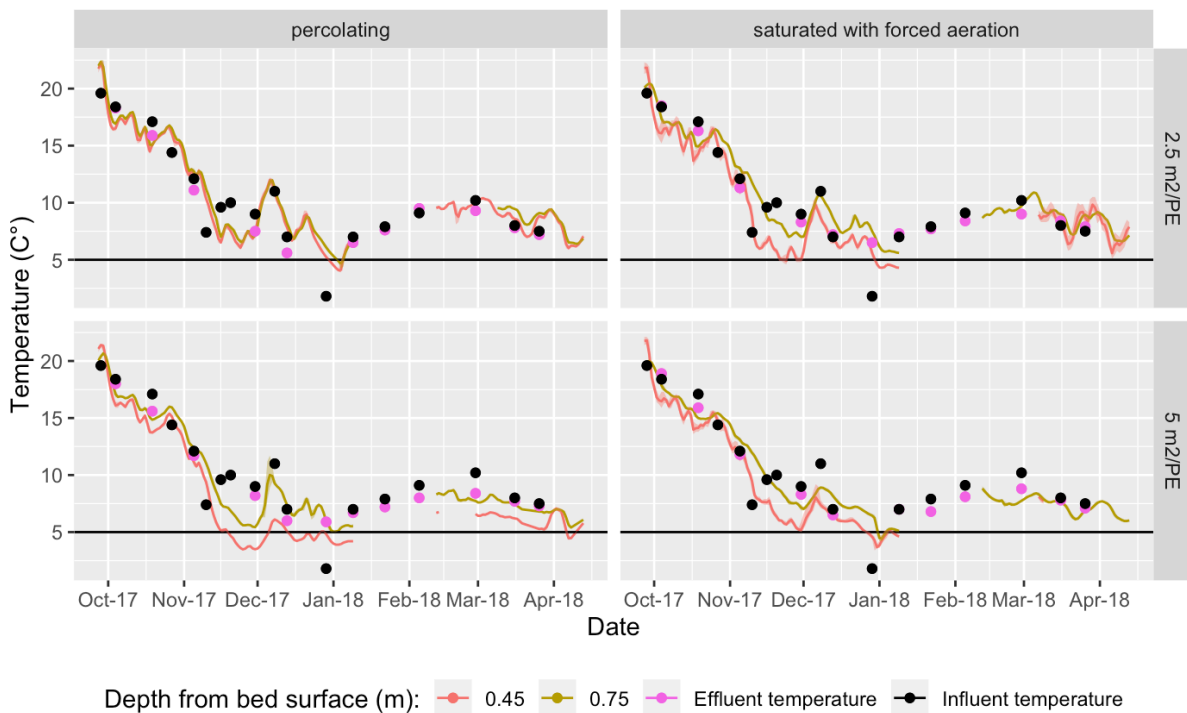 percolating
saturated with forced aeration
Temperature (C°)
20
15
10
5
2.5 m2/PE
20
15
10
5
5 m2/PE
Oct-17 Nov-17 Dec-17 Jan-18 Feb-18 Mar-18 Apr-18
Oct-17 Nov-17 Dec-17 Jan-18 Feb-18 Mar-18 Apr-18
Date
Depth from bed surface (m): 0.45 0.75 Effluent temperature Influent temperature